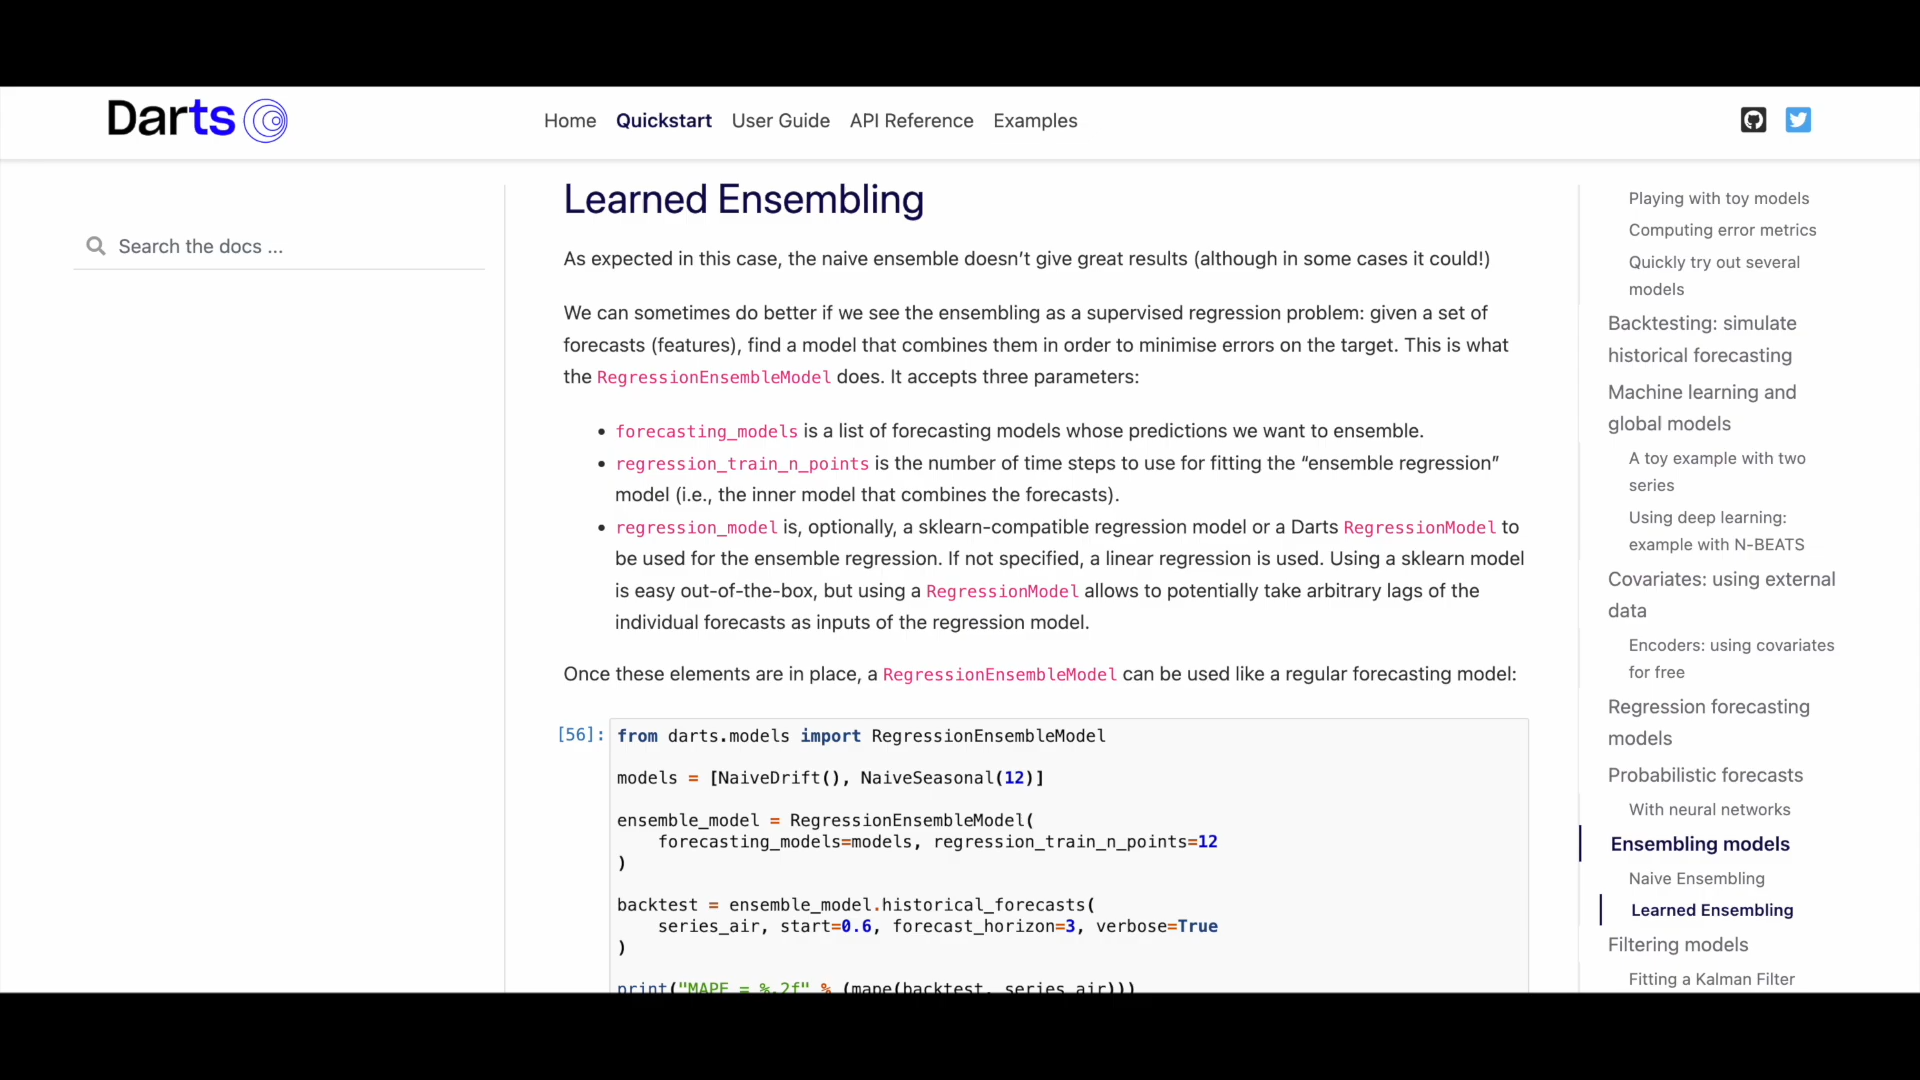 Darts
Home Quickstart User Guide API Reference Examples
Search the docs ...
Learned Ensembling
As expected in this case, the naive ensemble doesn’t give great results (although in some cases it could!)
We can sometimes do better if we see the ensembling as a supervised regression problem: given a set of
forecasts (features), find a model that combines them in order to minimise errors on the target. This is what
the RegressionEnsembleModel does. It accepts three parameters:
• forecasting_models is a list of forecasting models whose predictions we want to ensemble.
• regression_train_n_points is the number of time steps to use for fitting the “ensemble regression”
model (i.e., the inner model that combines the forecasts).
• regression_model is, optionally, a sklearn-compatible regression model or a Darts RegressionModel to
be used for the ensemble regression. If not specified, a linear regression is used. Using a sklearn model
is easy out-of-the-box, but using a RegressionModel allows to potentially take arbitrary lags of the
individual forecasts as inputs of the regression model.
Once these elements are in place, a RegressionEnsembleModel can be used like a regular forecasting model:
[56]: from darts.models import RegressionEnsembleModel
models = [NaiveDrift(), NaiveSeasonal(12)]
ensemble_model = RegressionEnsembleModel(
    forecasting_models=models, regression_train_n_points=12
)
backtest = ensemble_model.historical_forecasts(
    series_air, start=0.6, forecast_horizon=3, verbose=True
)
print("MAPE = %.2f" % (mape(backtest, series_air)))
Playing with toy models
Computing error metrics
Quickly try out several
models
Backtesting: simulate
historical forecasting
Machine learning and
global models
A toy example with two
series
Using deep learning:
example with N-BEATS
Covariates: using external
data
Encoders: using covariates
for free
Regression forecasting
models
Probabilistic forecasts
With neural networks
Ensembling models
Naive Ensembling
Learned Ensembling
Filtering models
Fitting a Kalman Filter